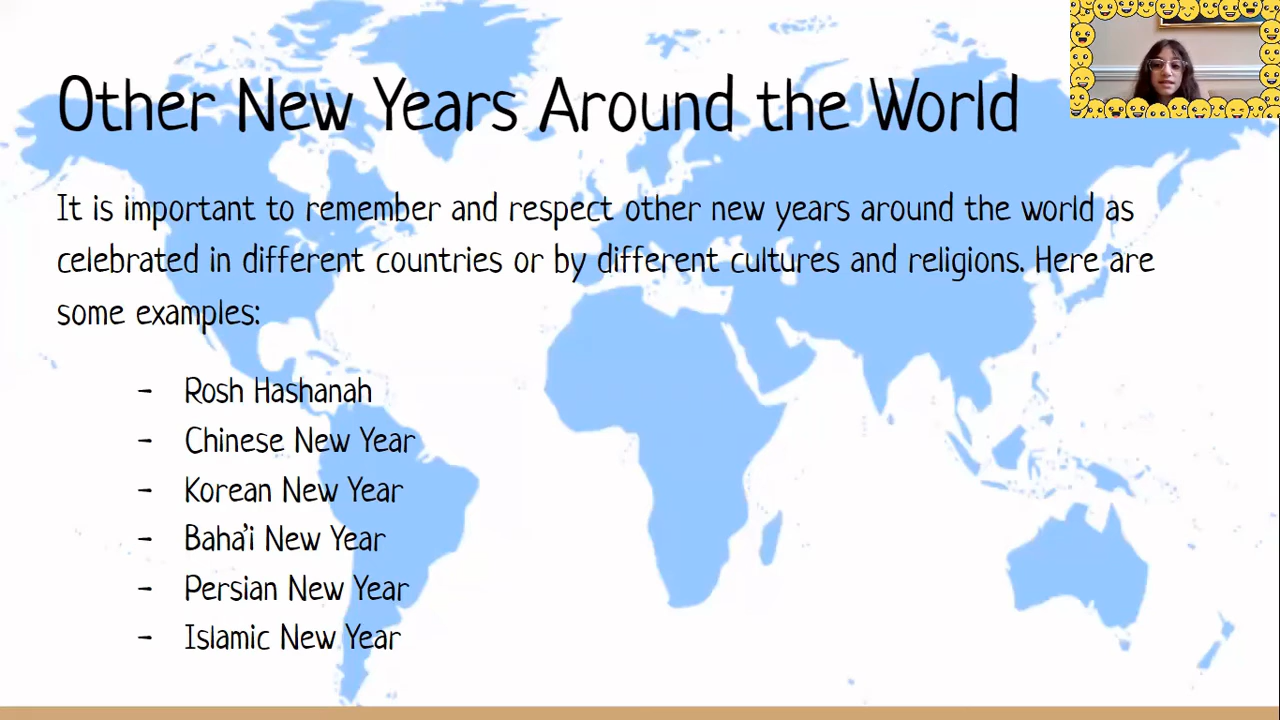 Other New Years Around the World
It is important to remember and respect other new years around the world as
celebrated in different countries or by different cultures and religions. Here are
some examples:
- Rosh Hashanah
- Chinese New Year
- Korean New Year
- Baha'i New Year
- Persian New Year
- Islamic New Year